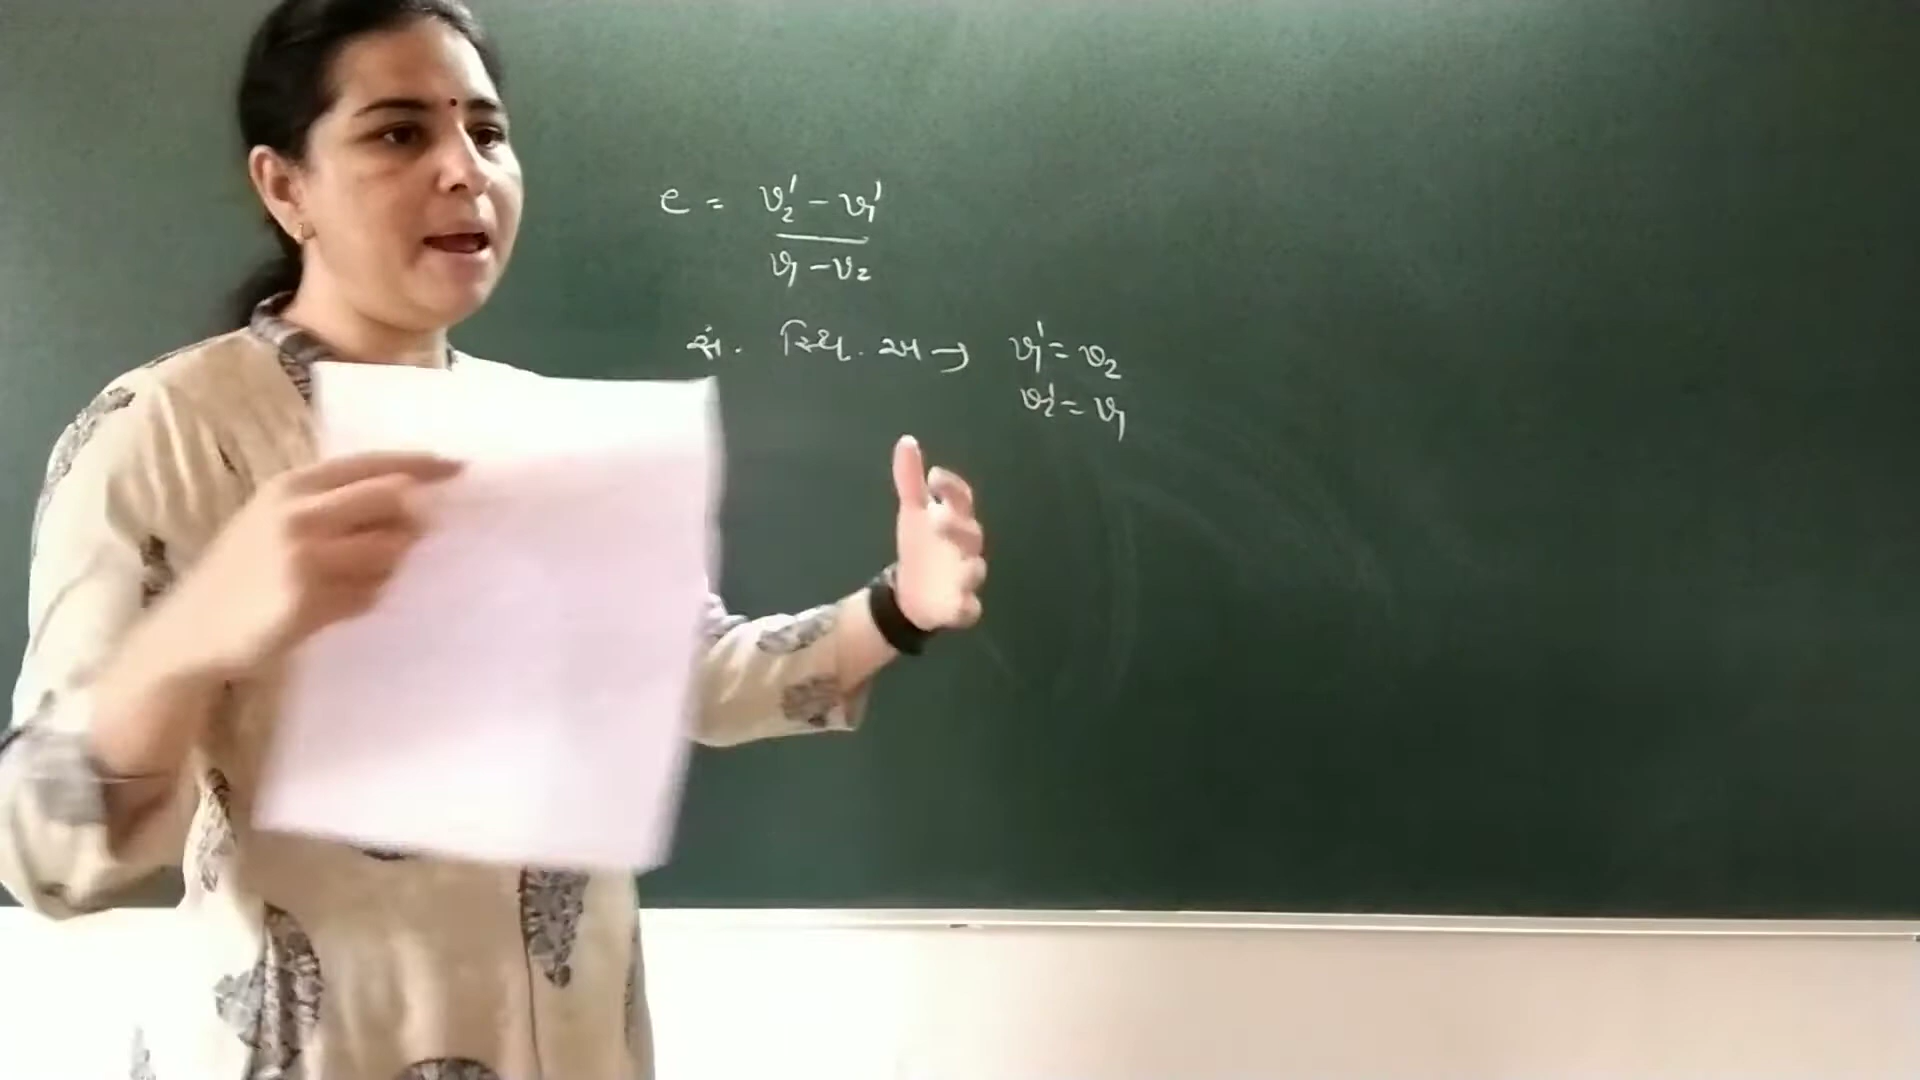 e = v₂' - v₁'
v₁ - v₂
સં. સ્થિ. અ → v₁' = v₂
v₂' = v₁